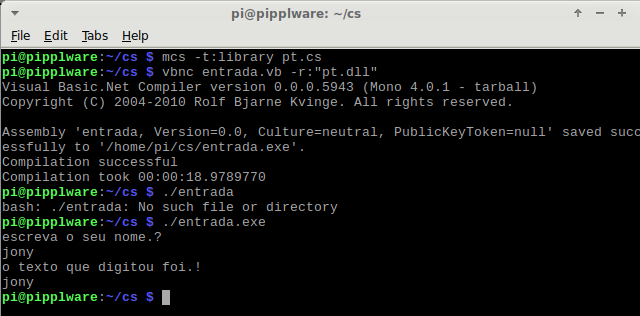 pi@pipplware: ~/cs
File Edit Tabs Help
pi@pipplware:~/cs $ mcs -t:library pt.cs
pi@pipplware:~/cs $ vbnc entrada.vb -r:"pt.dll"
Visual Basic.Net Compiler version 0.0.0.5943 (Mono 4.0.1 - tarball)
Copyright (C) 2004-2010 Rolf Bjarne Kvinge. All rights reserved.
Assembly 'entrada, Version=0.0, Culture=neutral, PublicKeyToken=null' saved succ
essfully to '/home/pi/cs/entrada.exe'.
Compilation successful
Compilation took 00:00:18.9789770
pi@pipplware:~/cs $ ./entrada
bash: ./entrada: No such file or directory
pi@pipplware:~/cs $ ./entrada.exe
escreva o seu nome.?
jony
o texto que digitou foi.!
jony
pi@pipplware:~/cs $